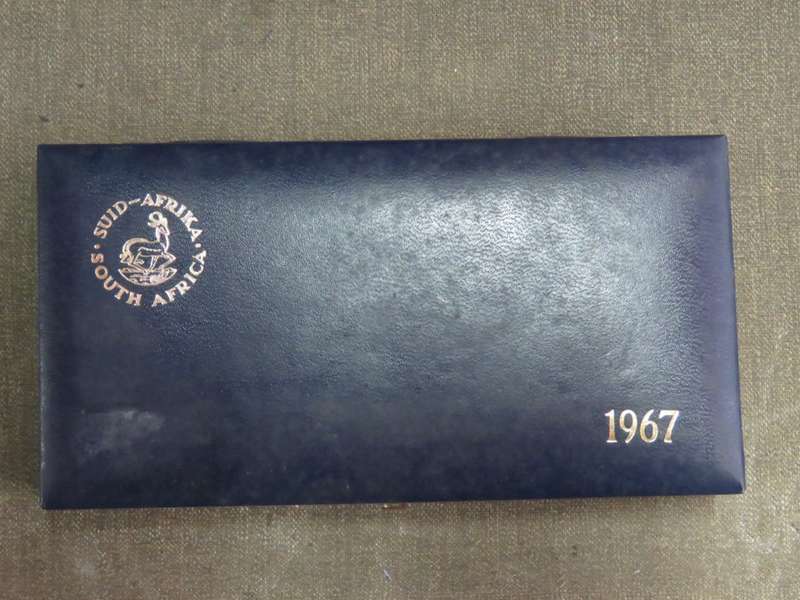 · SUID-AFRIKA ·
SOUTH AFRICA
1967